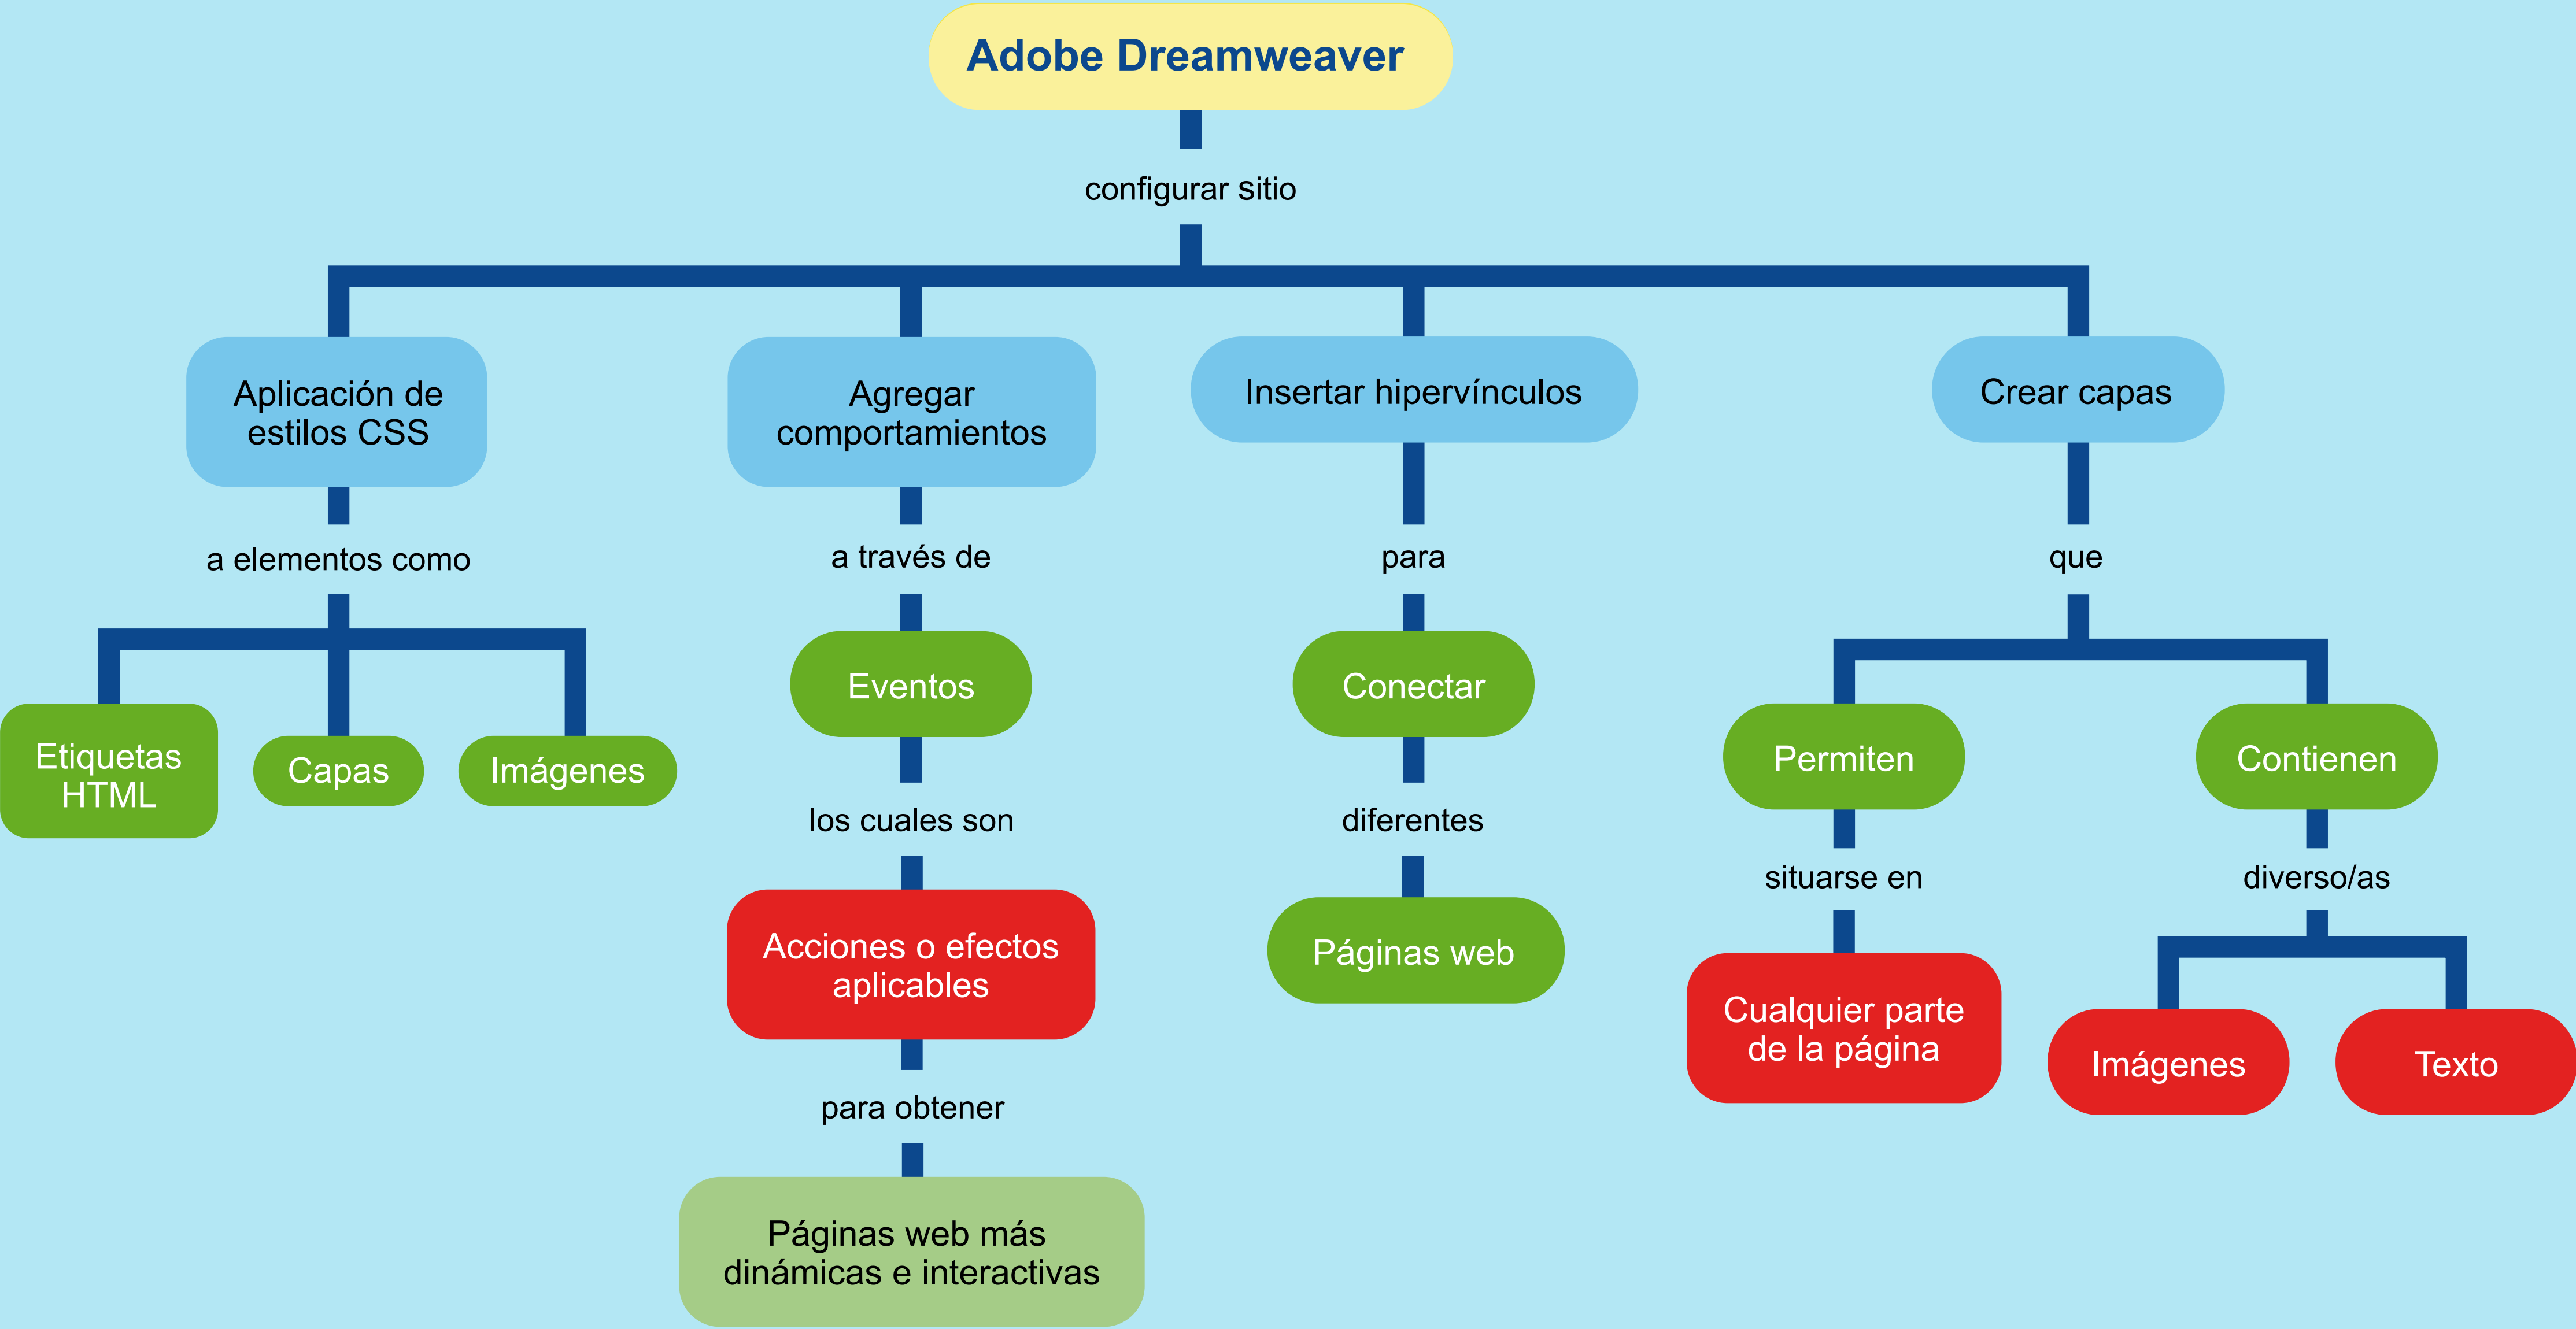 Adobe Dreamweaver
configurar sitio
Aplicación de
estilos CSS
a elementos como
Etiquetas
HTML
Capas
Imágenes
Agregar
comportamientos
a través de
Eventos
los cuales son
Acciones o efectos
aplicables
para obtener
Páginas web más
dinámicas e interactivas
Insertar hipervínculos
para
Conectar
diferentes
Páginas web
Crear capas
que
Permiten
situarse en
Cualquier parte
de la página
Contienen
diverso/as
Imágenes
Texto